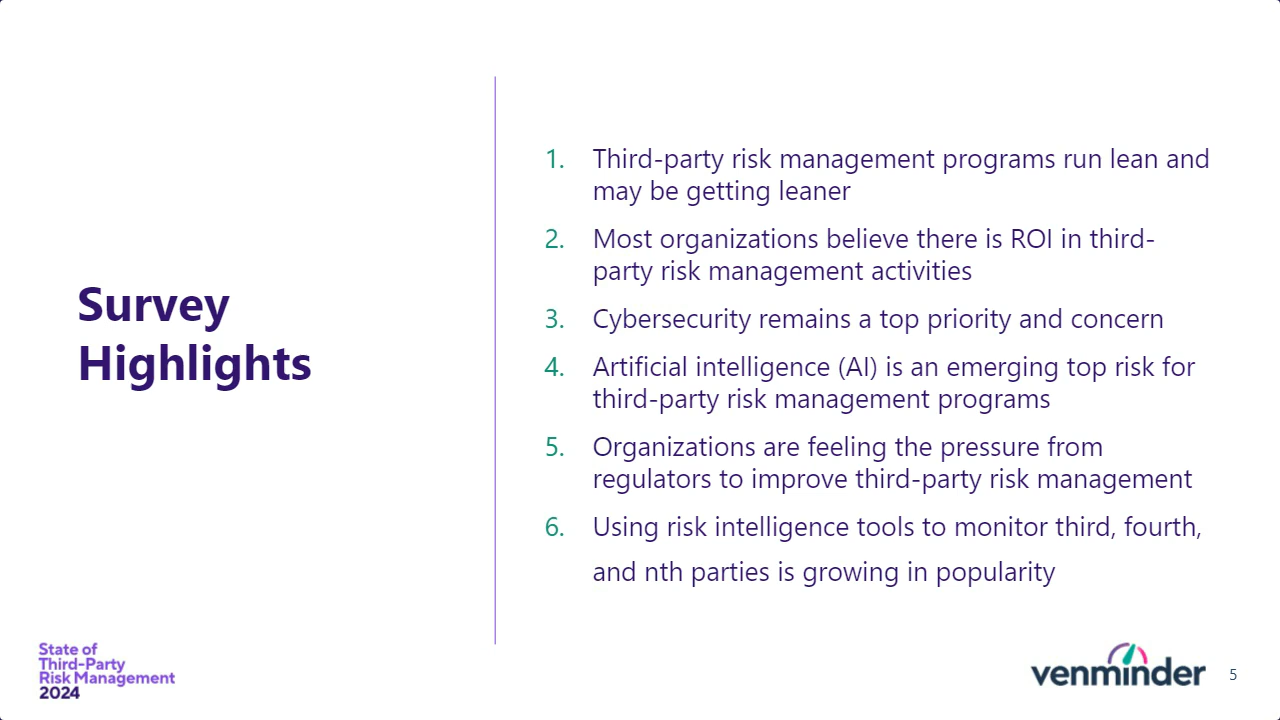 Survey
Highlights
1. Third-party risk management programs run lean and
may be getting leaner
2. Most organizations believe there is ROI in third-
party risk management activities
3. Cybersecurity remains a top priority and concern
4. Artificial intelligence (AI) is an emerging top risk for
third-party risk management programs
5. Organizations are feeling the pressure from
regulators to improve third-party risk management
6. Using risk intelligence tools to monitor third, fourth,
and nth parties is growing in popularity
State of
Third-Party
Risk Management
2024
venminder
5